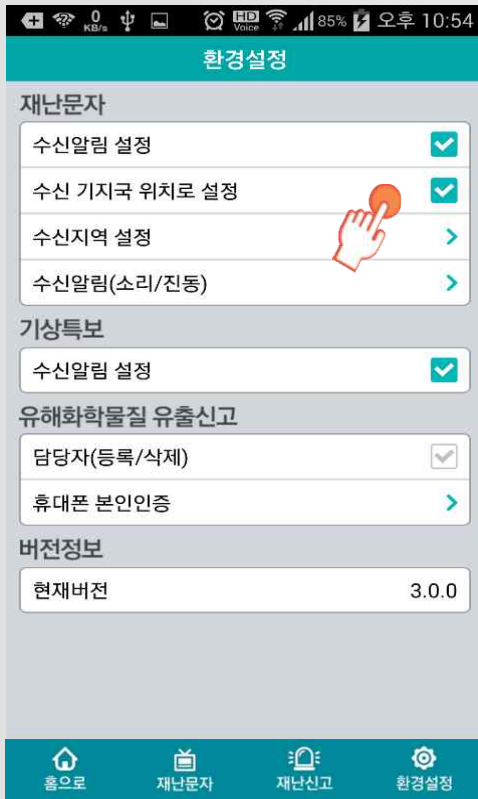 0 KB/s HD Voice 85% 오후 10:54
환경설정
재난문자
수신알림 설정
수신 기지국 위치로 설정
수신지역 설정
수신알림(소리/진동)
기상특보
수신알림 설정
유해화학물질 유출신고
담당자(등록/삭제)
휴대폰 본인인증
버전정보
현재버전 3.0.0
홈으로 재난문자 재난신고 환경설정